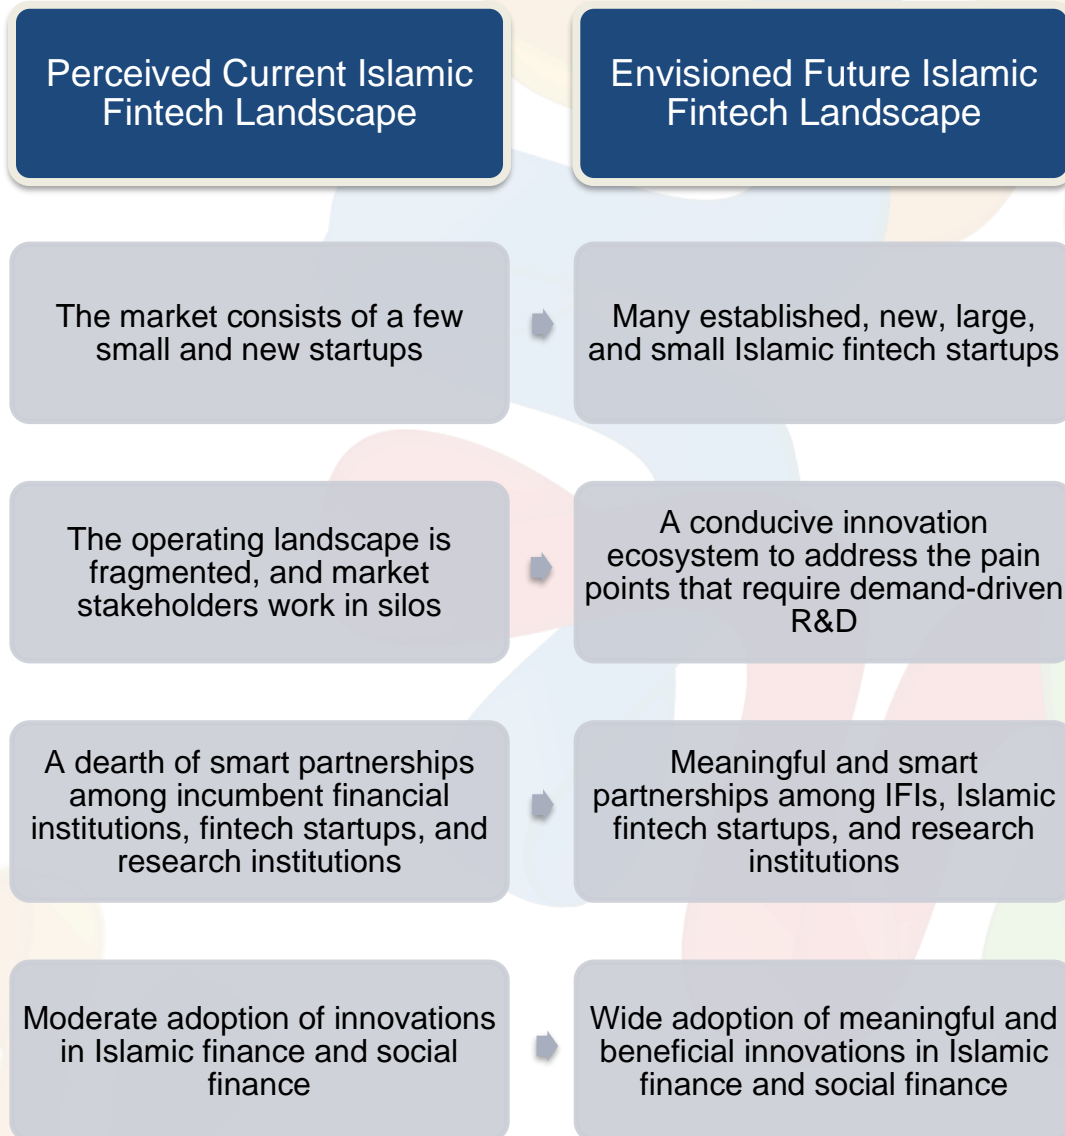 Perceived Current Islamic
Fintech Landscape
Envisioned Future Islamic
Fintech Landscape
The market consists of a few
small and new startups
Many established, new, large,
and small Islamic fintech startups
The operating landscape is
fragmented, and market
stakeholders work in silos
A conducive innovation
ecosystem to address the pain
points that require demand-driven
R&D
A dearth of smart partnerships
among incumbent financial
institutions, fintech startups, and
research institutions
Meaningful and smart
partnerships among IFIs, Islamic
fintech startups, and research
institutions
Moderate adoption of innovations
in Islamic finance and social
finance
Wide adoption of meaningful and
beneficial innovations in Islamic
finance and social finance